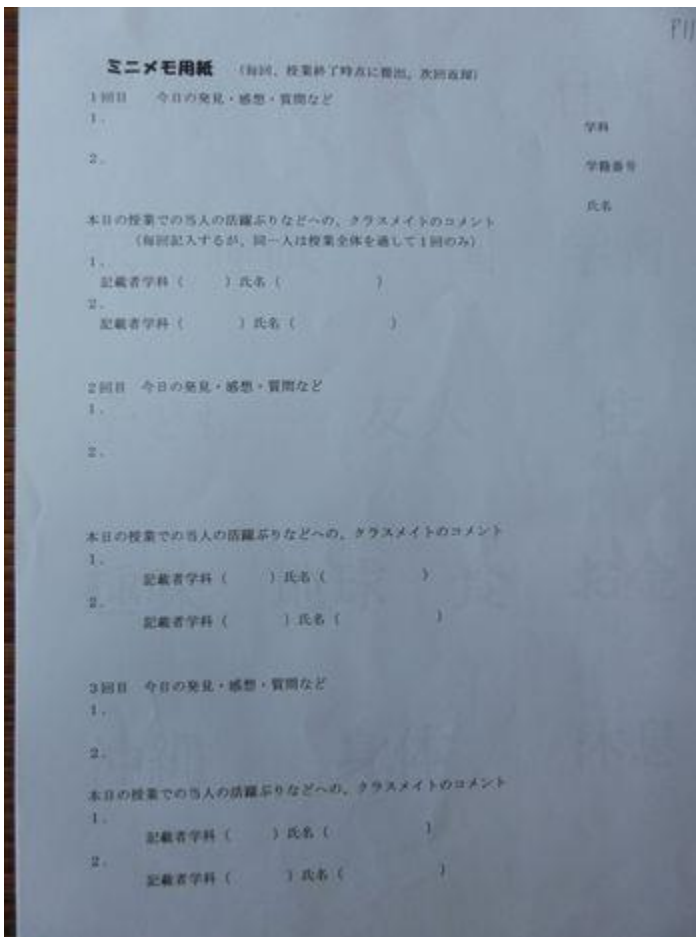 P11
ミニメモ用紙 （毎回、授業終了時点に提出。次回返却）
1回目 今日の発見・感想・質問など
1.
学科
2.
学籍番号
氏名
本日の授業での当人の活躍ぶりなどへの、クラスメイトのコメント
（毎回記入するが、同一人は授業全体を通して1回のみ）
1.
記載者学科（ ）氏名（ ）
2.
記載者学科（ ）氏名（ ）
2回目 今日の発見・感想・質問など
1.
2.
本日の授業での当人の活躍ぶりなどへの、クラスメイトのコメント
1.
記載者学科（ ）氏名（ ）
2.
記載者学科（ ）氏名（ ）
3回目 今日の発見・感想・質問など
1.
2.
本日の授業での当人の活躍ぶりなどへの、クラスメイトのコメント
1.
記載者学科（ ）氏名（ ）
2.
記載者学科（ ）氏名（ ）